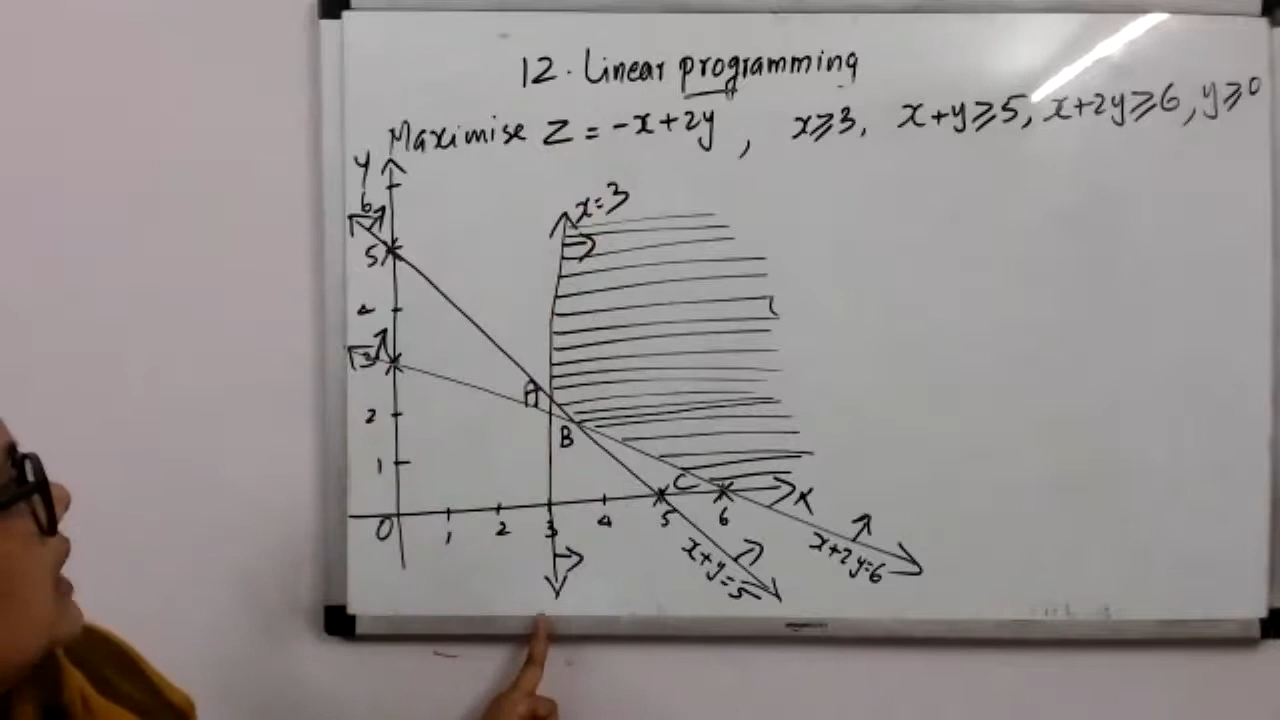 12. Linear programming
Maximise Z = -x+2y , x≥3, x+y≥5, x+2y≥6, y≥0
y
6
x=3
5
4
3
A
2
B
1
C
X
0 1 2 3 4 5 6
x+y=5
x+2y=6